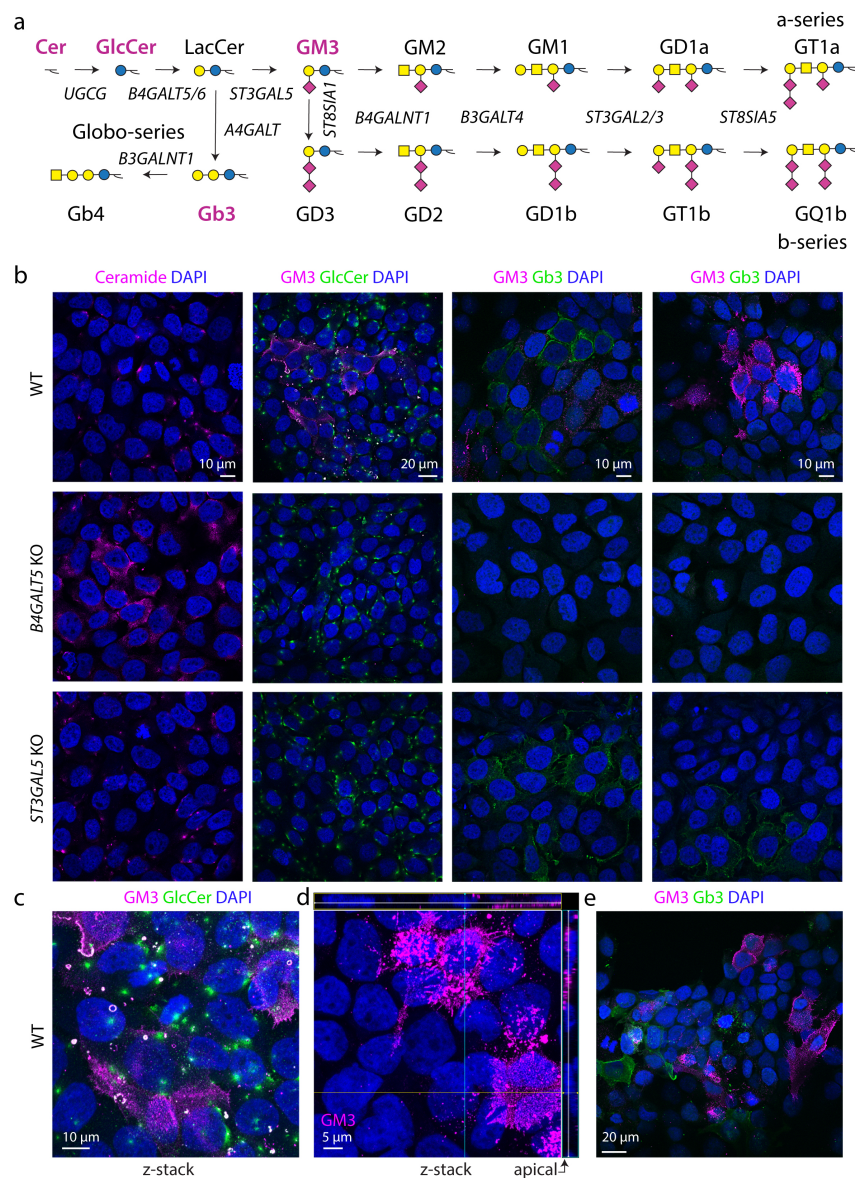 a
a-series
Cer GlcCer LacCer GM3 GM2 GM1 GD1a GT1a
UGCG B4GALT5/6 ST3GAL5 ST8SIA1 B4GALNT1 B3GALT4 ST3GAL2/3 ST8SIA5
Globo-series A4GALT
B3GALNT1
Gb4 Gb3 GD3 GD2 GD1b GT1b GQ1b
b-series
b
Ceramide DAPI GM3 GlcCer DAPI GM3 Gb3 DAPI GM3 Gb3 DAPI
WT
10 μm 20 μm 10 μm 10 μm
B4GALT5 KO
ST3GAL5 KO
c GM3 GlcCer DAPI d e GM3 Gb3 DAPI
WT
GM3
10 μm 5 μm 20 μm
z-stack z-stack apical